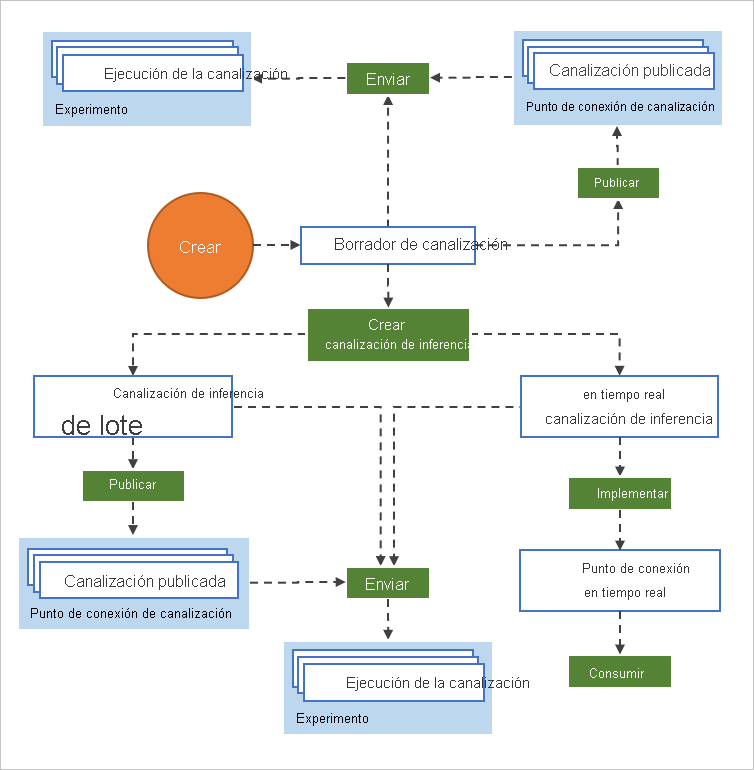 Ejecución de la canalización
Experimento
Enviar
Canalización publicada
Punto de conexión de canalización
Publicar
Crear
Borrador de canalización
Crear
canalización de inferencia
Canalización de inferencia
de lote
en tiempo real
canalización de inferencia
Publicar
Implementar
Canalización publicada
Punto de conexión de canalización
Enviar
Punto de conexión
en tiempo real
Ejecución de la canalización
Experimento
Consumir